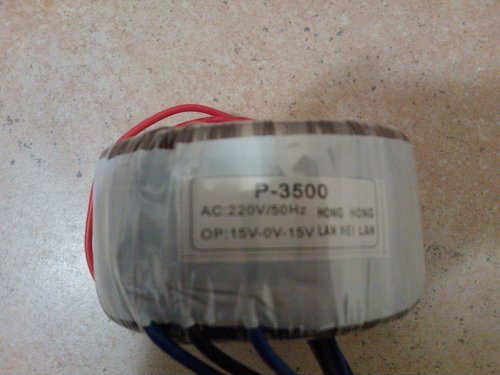 P-3500
AC:220V/50Hz HONG HONG
OP:15V-0V-15V LAN HEI LAN